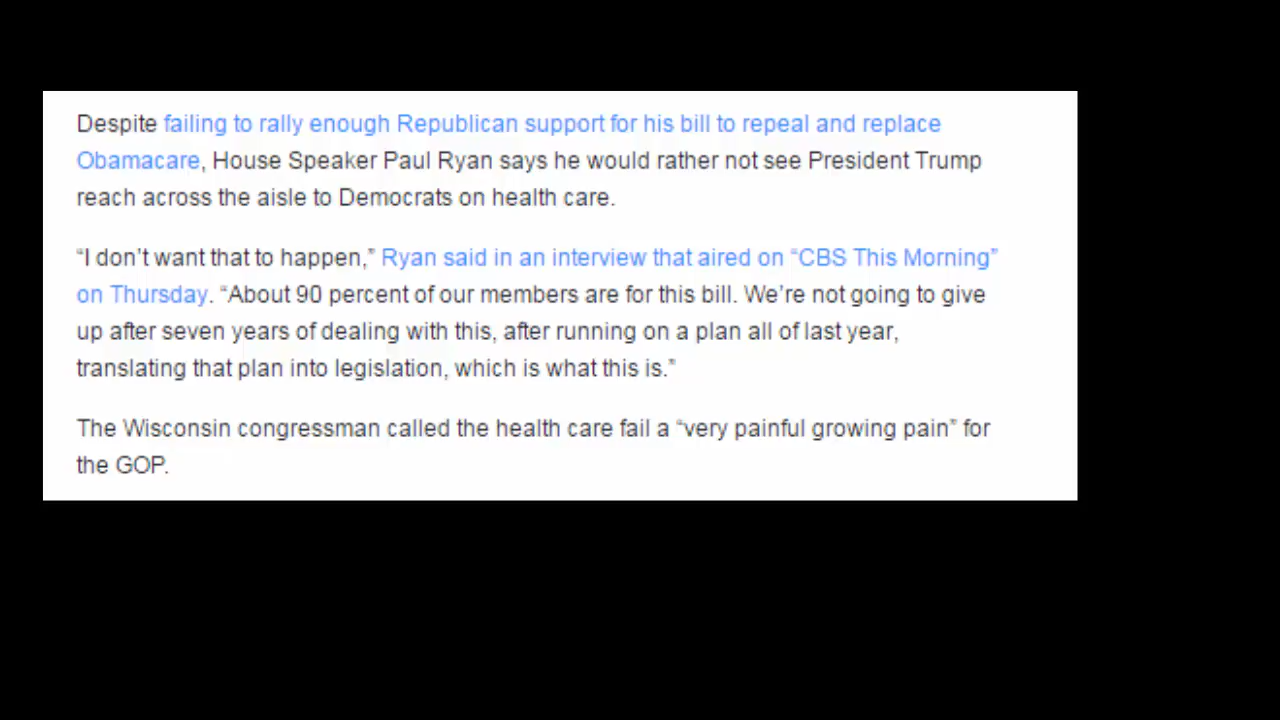 Despite failing to rally enough Republican support for his bill to repeal and replace
Obamacare, House Speaker Paul Ryan says he would rather not see President Trump
reach across the aisle to Democrats on health care.
“I don’t want that to happen,” Ryan said in an interview that aired on “CBS This Morning”
on Thursday. “About 90 percent of our members are for this bill. We’re not going to give
up after seven years of dealing with this, after running on a plan all of last year,
translating that plan into legislation, which is what this is.”
The Wisconsin congressman called the health care fail a “very painful growing pain” for
the GOP.